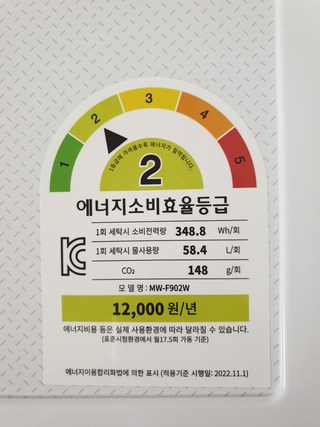 1 2 3 4 5
1등급에 가까울수록 에너지가 절약됩니다.
2
에너지소비효율등급
1회 세탁시 소비전력량 348.8 Wh/회
1회 세탁시 물사용량 58.4 L/회
CO₂ 148 g/회
모 델 명 : MW-F902W
12,000 원/년
에너지비용 등은 실제 사용환경에 따라 달라질 수 있습니다.
(표준시험환경에서 월17.5회 가동 기준)
에너지이용합리화법에 의한 표시 (적용기준 시행일: 2022.11.1)